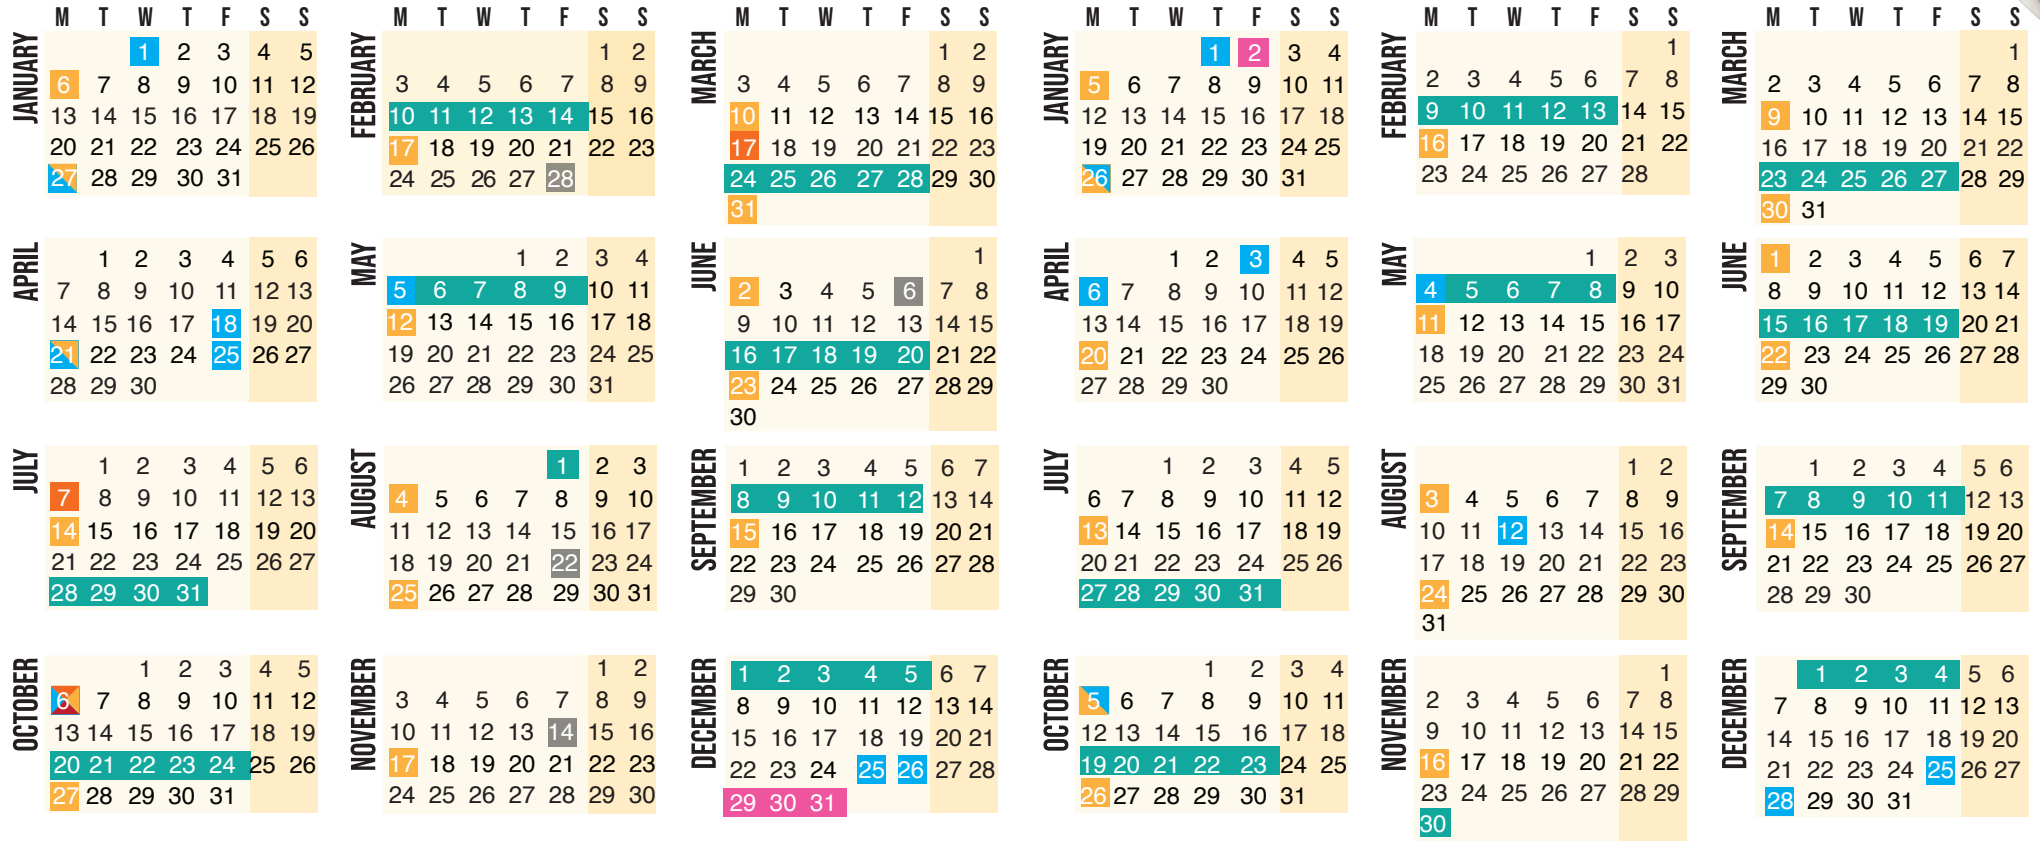 M T W T F S S
JANUARY
1 2 3 4 5
6 7 8 9 10 11 12
13 14 15 16 17 18 19
20 21 22 23 24 25 26
27 28 29 30 31
M T W T F S S
FEBRUARY
1 2
3 4 5 6 7 8 9
10 11 12 13 14 15 16
17 18 19 20 21 22 23
24 25 26 27 28
M T W T F S S
MARCH
1 2
3 4 5 6 7 8 9
10 11 12 13 14 15 16
17 18 19 20 21 22 23
24 25 26 27 28 29 30
31
M T W T F S S
JANUARY
1 2 3 4
5 6 7 8 9 10 11
12 13 14 15 16 17 18
19 20 21 22 23 24 25
26 27 28 29 30 31
M T W T F S S
FEBRUARY
1
2 3 4 5 6 7 8
9 10 11 12 13 14 15
16 17 18 19 20 21 22
23 24 25 26 27 28
M T W T F S S
MARCH
1
2 3 4 5 6 7 8
9 10 11 12 13 14 15
16 17 18 19 20 21 22
23 24 25 26 27 28 29
30 31
APRIL
1 2 3 4 5 6
7 8 9 10 11 12 13
14 15 16 17 18 19 20
21 22 23 24 25 26 27
28 29 30
MAY
1 2 3 4
5 6 7 8 9 10 11
12 13 14 15 16 17 18
19 20 21 22 23 24 25
26 27 28 29 30 31
JUNE
1
2 3 4 5 6 7 8
9 10 11 12 13 14 15
16 17 18 19 20 21 22
23 24 25 26 27 28 29
30
APRIL
1 2 3 4 5
6 7 8 9 10 11 12
13 14 15 16 17 18 19
20 21 22 23 24 25 26
27 28 29 30
MAY
1 2 3
4 5 6 7 8 9 10
11 12 13 14 15 16 17
18 19 20 21 22 23 24
25 26 27 28 29 30 31
JUNE
1 2 3 4 5 6 7
8 9 10 11 12 13 14
15 16 17 18 19 20 21
22 23 24 25 26 27 28
29 30
JULY
1 2 3 4 5 6
7 8 9 10 11 12 13
14 15 16 17 18 19 20
21 22 23 24 25 26 27
28 29 30 31
AUGUST
1 2 3
4 5 6 7 8 9 10
11 12 13 14 15 16 17
18 19 20 21 22 23 24
25 26 27 28 29 30 31
SEPTEMBER
1 2 3 4 5 6 7
8 9 10 11 12 13 14
15 16 17 18 19 20 21
22 23 24 25 26 27 28
29 30
JULY
1 2 3 4 5
6 7 8 9 10 11 12
13 14 15 16 17 18 19
20 21 22 23 24 25 26
27 28 29 30 31
AUGUST
1 2
3 4 5 6 7 8 9
10 11 12 13 14 15 16
17 18 19 20 21 22 23
24 25 26 27 28 29 30
31
SEPTEMBER
1 2 3 4 5 6
7 8 9 10 11 12 13
14 15 16 17 18 19 20
21 22 23 24 25 26 27
28 29 30
OCTOBER
1 2 3 4 5
6 7 8 9 10 11 12
13 14 15 16 17 18 19
20 21 22 23 24 25 26
27 28 29 30 31
NOVEMBER
1 2
3 4 5 6 7 8 9
10 11 12 13 14 15 16
17 18 19 20 21 22 23
24 25 26 27 28 29 30
DECEMBER
1 2 3 4 5 6 7
8 9 10 11 12 13 14
15 16 17 18 19 20 21
22 23 24 25 26 27 28
29 30 31
OCTOBER
1 2 3 4
5 6 7 8 9 10 11
12 13 14 15 16 17 18
19 20 21 22 23 24 25
26 27 28 29 30 31
NOVEMBER
1
2 3 4 5 6 7 8
9 10 11 12 13 14 15
16 17 18 19 20 21 22
23 24 25 26 27 28 29
30
DECEMBER
1 2 3 4 5 6
7 8 9 10 11 12 13
14 15 16 17 18 19 20
21 22 23 24 25 26 27
28 29 30 31